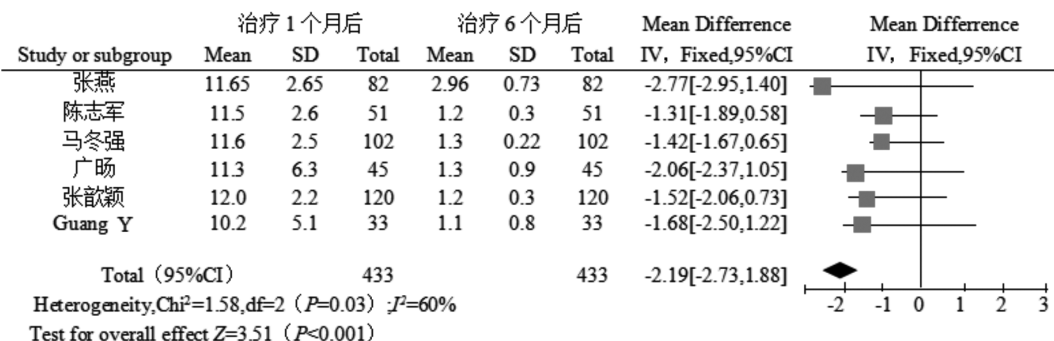 治疗1个月后 治疗6个月后 Mean Difference Mean Difference
Study or subgroup Mean SD Total Mean SD Total IV，Fixed,95%CI IV，Fixed,95%CI
张燕 11.65 2.65 82 2.96 0.73 82 -2.77[-2.95,1.40]
陈志军 11.5 2.6 51 1.2 0.3 51 -1.31[-1.89,0.58]
马冬强 11.6 2.5 102 1.3 0.22 102 -1.42[-1.67,0.65]
广旸 11.3 6.3 45 1.3 0.9 45 -2.06[-2.37,1.05]
张歆颖 12.0 2.2 120 1.2 0.3 120 -1.52[-2.06,0.73]
Guang Y 10.2 5.1 33 1.1 0.8 33 -1.68[-2.50,1.22]
Total（95%CI） 433 433 -2.19[-2.73,1.88]
Heterogeneity,Chi²=1.58,df=2（P=0.03）;I²=60%
Test for overall effect Z=3.51（P<0.001）
-2 -1 0 1 2 3